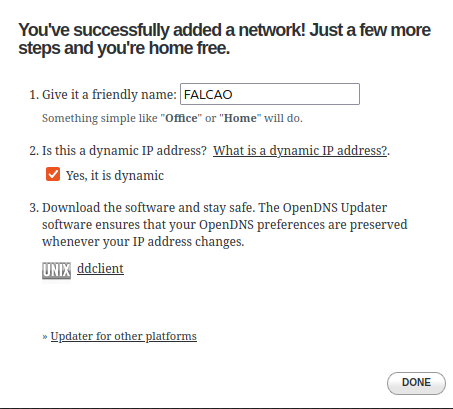 You've successfully added a network! Just a few more
steps and you're home free.
1. Give it a friendly name: FALCAO
Something simple like "Office" or "Home" will do.
2. Is this a dynamic IP address? What is a dynamic IP address?.
Yes, it is dynamic
3. Download the software and stay safe. The OpenDNS Updater
software ensures that your OpenDNS preferences are preserved
whenever your IP address changes.
UNIX ddclient
» Updater for other platforms
DONE